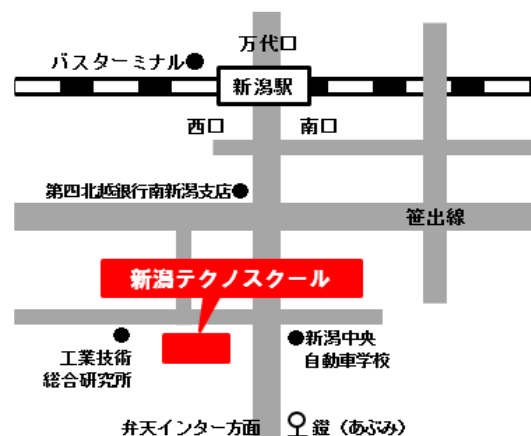 万代口
バスターミナル
新潟駅
西口
南口
第四北越銀行南新潟支店
笹出線
新潟テクノスクール
工業技術
総合研究所
新潟中央
自動車学校
弁天インター方面
鐙（あぶみ）